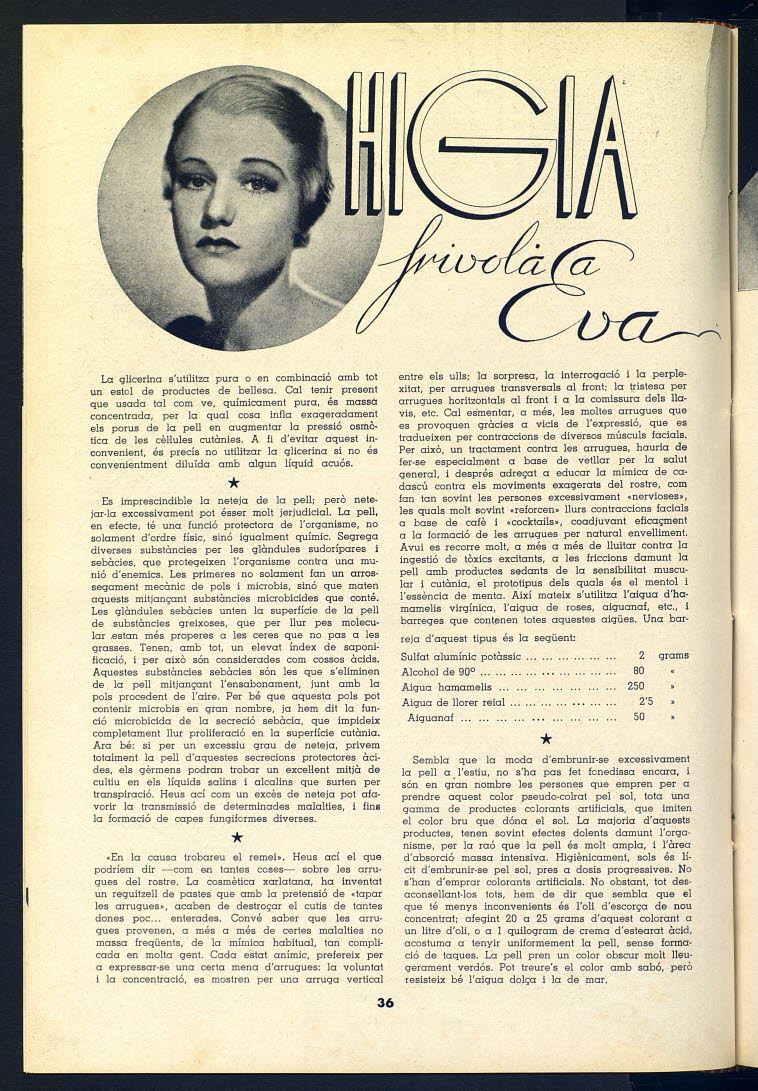 HIGIA
frivolà a
Eva
La glicerina s'utilitza pura o en combinació amb tot
un estol de productes de bellesa. Cal tenir present
que usada tal com ve, químicament pura, és massa
concentrada, per la qual cosa infla exageradament
els porus de la pell en augmentar la pressió osmò-
tica de les cèl·lules cutànies. A fi d'evitar aquest in-
convenient, és precís no utilitzar la glicerina si no és
convenientment diluïda amb algun líquid acuós.
★
Es imprescindible la neteja de la pell; però nete-
jar-la excessivament pot ésser molt jerjudicial. La pell,
en efecte, té una funció protectora de l'organisme, no
solament d'ordre físic, sinó igualment químic. Segrega
diverses substàncies per les glàndules sudorípares i
sebàcies, que protegeixen l'organisme contra una mu-
nió d'enemics. Les primeres no solament fan un arros-
segament mecànic de pols i microbis, sinó que maten
aquests mitjançant substàncies microbicides que conté.
Les glàndules sebàcies unten la superfície de la pell
de substàncies greixoses, que per llur pes molecu-
lar estan més properes a les ceres que no pas a les
grasses. Tenen, amb tot, un elevat índex de saponi-
ficació, i per això són considerades com cossos àcids.
Aquestes substàncies sebàcies són les que s'eliminen
de la pell mitjançant l'ensabonament, junt amb la
pols procedent de l'aire. Per bé que aquesta pols pot
contenir microbis en gran nombre, ja hem dit la fun-
ció microbicida de la secreció sebàcia, que impideix
completament llur proliferació en la superfície cutània.
Ara bé: si per un excessiu grau de neteja, privem
totalment la pell d'aquestes secrecions protectores àci-
des, els gèrmens podran trobar un excellent mitjà de
cultiu en els líquids salins i alcalins que surten per
transpiració. Heus ací com un excès de neteja pot afa-
vorir la transmissió de determinades malalties, i fins
la formació de capes fungiformes diverses.
★
«En la causa trobareu el remei». Heus ací el que
podríem dir —com en tantes coses— sobre les arru-
gues del rostre. La cosmètica xarlatana, ha inventat
un reguitzell de pastes que amb la pretensió de «tapar
les arrugues», acaben de destroçar el cutis de tantes
dones poc... enterades. Convé saber que les arru-
gues provenen, a més a més de certes malalties no
massa freqüents, de la mímica habitual, tan compli-
cada en molta gent. Cada estat anímic, prefereix per
a expressar-se una certa mena d'arrugues: la voluntat
i la concentració, es mostren per una arruga vertical
entre els ulls; la sorpresa, la interrogació i la perple-
xitat, per arrugues transversals al front; la tristesa per
arrugues horitzontals al front i a la comissura dels lla-
vis, etc. Cal esmentar, a més, les moltes arrugues que
es provoquen gràcies a vicis de l'expressió, que es
tradueixen per contraccions de diversos músculs facials.
Per això, un tractament contra les arrugues, hauria de
fer-se especialment a base de vetllar per la salut
general, i després adreçat a educar la mímica de ca-
dascú contra els moviments exagerats del rostre, com
fan tan sovint les persones excessivament «nervioses»,
les quals molt sovint «reforcen» llurs contraccions facials
a base de cafè i «cocktails», coadjuvant eficaçment
a la formació de les arrugues per natural envelliment.
Avui es recorre molt, a més a més de lluitar contra la
ingestió de tòxics excitants, a les friccions damunt la
pell amb productes sedants de la sensibilitat muscu-
lar i cutània, el prototipus dels quals és el mentol i
l'essència de menta. Així mateix s'utilitza l'aigua d'ha-
mamelis virgínica, l'aigua de roses, aiguanaf, etc., i
barreges que contenen totes aquestes aigües. Una bar-
reja d'aquest tipus és la següent:
Sulfat alumínic potàssic ... ... ... ... ... ... 2 grams
Alcohol de 90º ... ... ... ... ... ... ... ... 80 «
Aigua hamamelis ... ... ... ... ... ... ... 250 »
Aigua de llorer reial ... ... ... ... ... ... ... 2'5 »
Aiguanaf ... ... ... ... ... ... ... ... ... 50 »
★
Sembla que la moda d'embrunir-se excessivament
la pell a l'estiu, no s'ha pas fet fonedissa encara, i
són en gran nombre les persones que empren per a
prendre aquest color pseudo-colrat pel sol, tota una
gamma de productes colorants artificials, que imiten
el color bru que dóna el sol. La majoria d'aquests
productes, tenen sovint efectes dolents damunt l'orga-
nisme, per la raó que la pell és molt ampla, i l'àrea
d'absorció massa intensiva. Higiènicament, sols és lí-
cit d'embrunir-se pel sol, pres a dosis progressives. No
s'han d'emprar colorants artificials. No obstant, tot des-
aconsellant-los tots, hem de dir que sembla que el
que té menys inconvenients és l'oli d'escorça de nou
concentrat; afegint 20 a 25 grams d'aquest colorant a
un litre d'oli, o a 1 quilogram de crema d'estearat àcid,
acostuma a tenyir uniformement la pell, sense forma-
ció de taques. La pell pren un color obscur molt lleu-
gerament verdós. Pot treure's el color amb sabó, però
resisteix bé l'aigua dolça i la de mar.
36